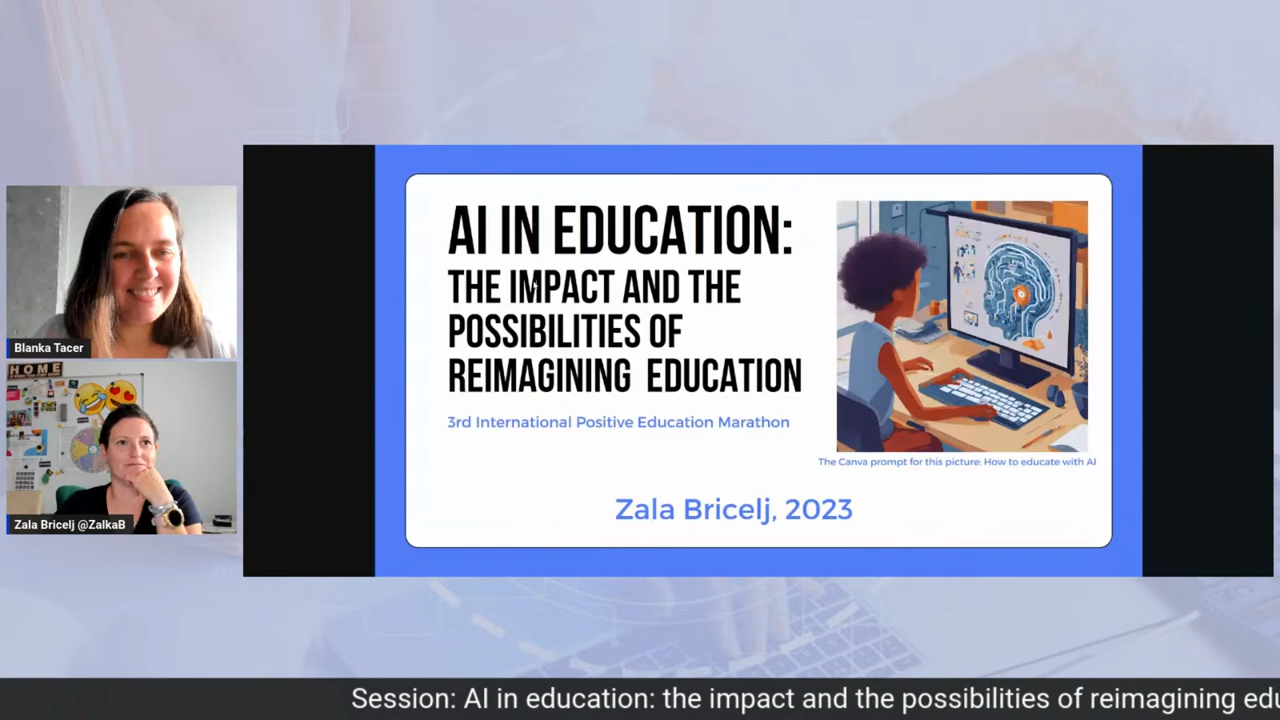 Blanka Tacer
HOME
Zala Bricelj @ZalkaB
AI IN EDUCATION:
THE IMPACT AND THE
POSSIBILITIES OF
REIMAGINING EDUCATION
3rd International Positive Education Marathon
The Canva prompt for this picture: How to educate with AI
Zala Bricelj, 2023
Session: AI in education: the impact and the possibilities of reimagining edu